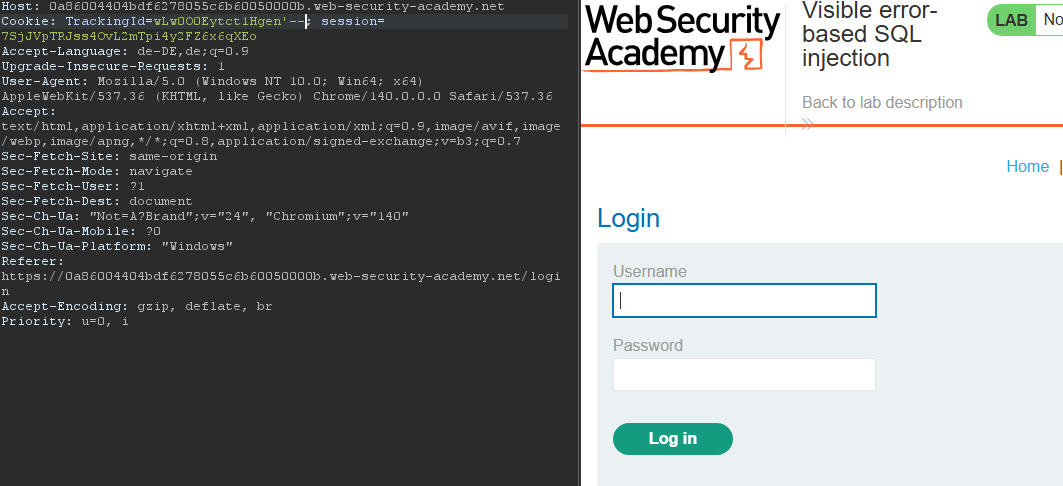 Host: 0a86004404bdf6278055c6b60050000b.web-security-academy.net
Cookie: TrackingId=wLwOOOEytct1Hgen'--; session=
7SjJVpTRJss4OvL2mTpi4y2FZ6x6qXEo
Accept-Language: de-DE,de;q=0.9
Upgrade-Insecure-Requests: 1
User-Agent: Mozilla/5.0 (Windows NT 10.0; Win64; x64)
AppleWebKit/537.36 (KHTML, like Gecko) Chrome/140.0.0.0 Safari/537.36
Accept:
text/html,application/xhtml+xml,application/xml;q=0.9,image/avif,image
/webp,image/apng,*/*;q=0.8,application/signed-exchange;v=b3;q=0.7
Sec-Fetch-Site: same-origin
Sec-Fetch-Mode: navigate
Sec-Fetch-User: ?1
Sec-Fetch-Dest: document
Sec-Ch-Ua: "Not=A?Brand";v="24", "Chromium";v="140"
Sec-Ch-Ua-Mobile: ?0
Sec-Ch-Ua-Platform: "Windows"
Referer:
https://0a86004404bdf6278055c6b60050000b.web-security-academy.net/logi
n
Accept-Encoding: gzip, deflate, br
Priority: u=0, i
Web Security
Academy
Visible error-
based SQL
injection
LAB No
Back to lab description
Home |
Login
Username
Password
Log in